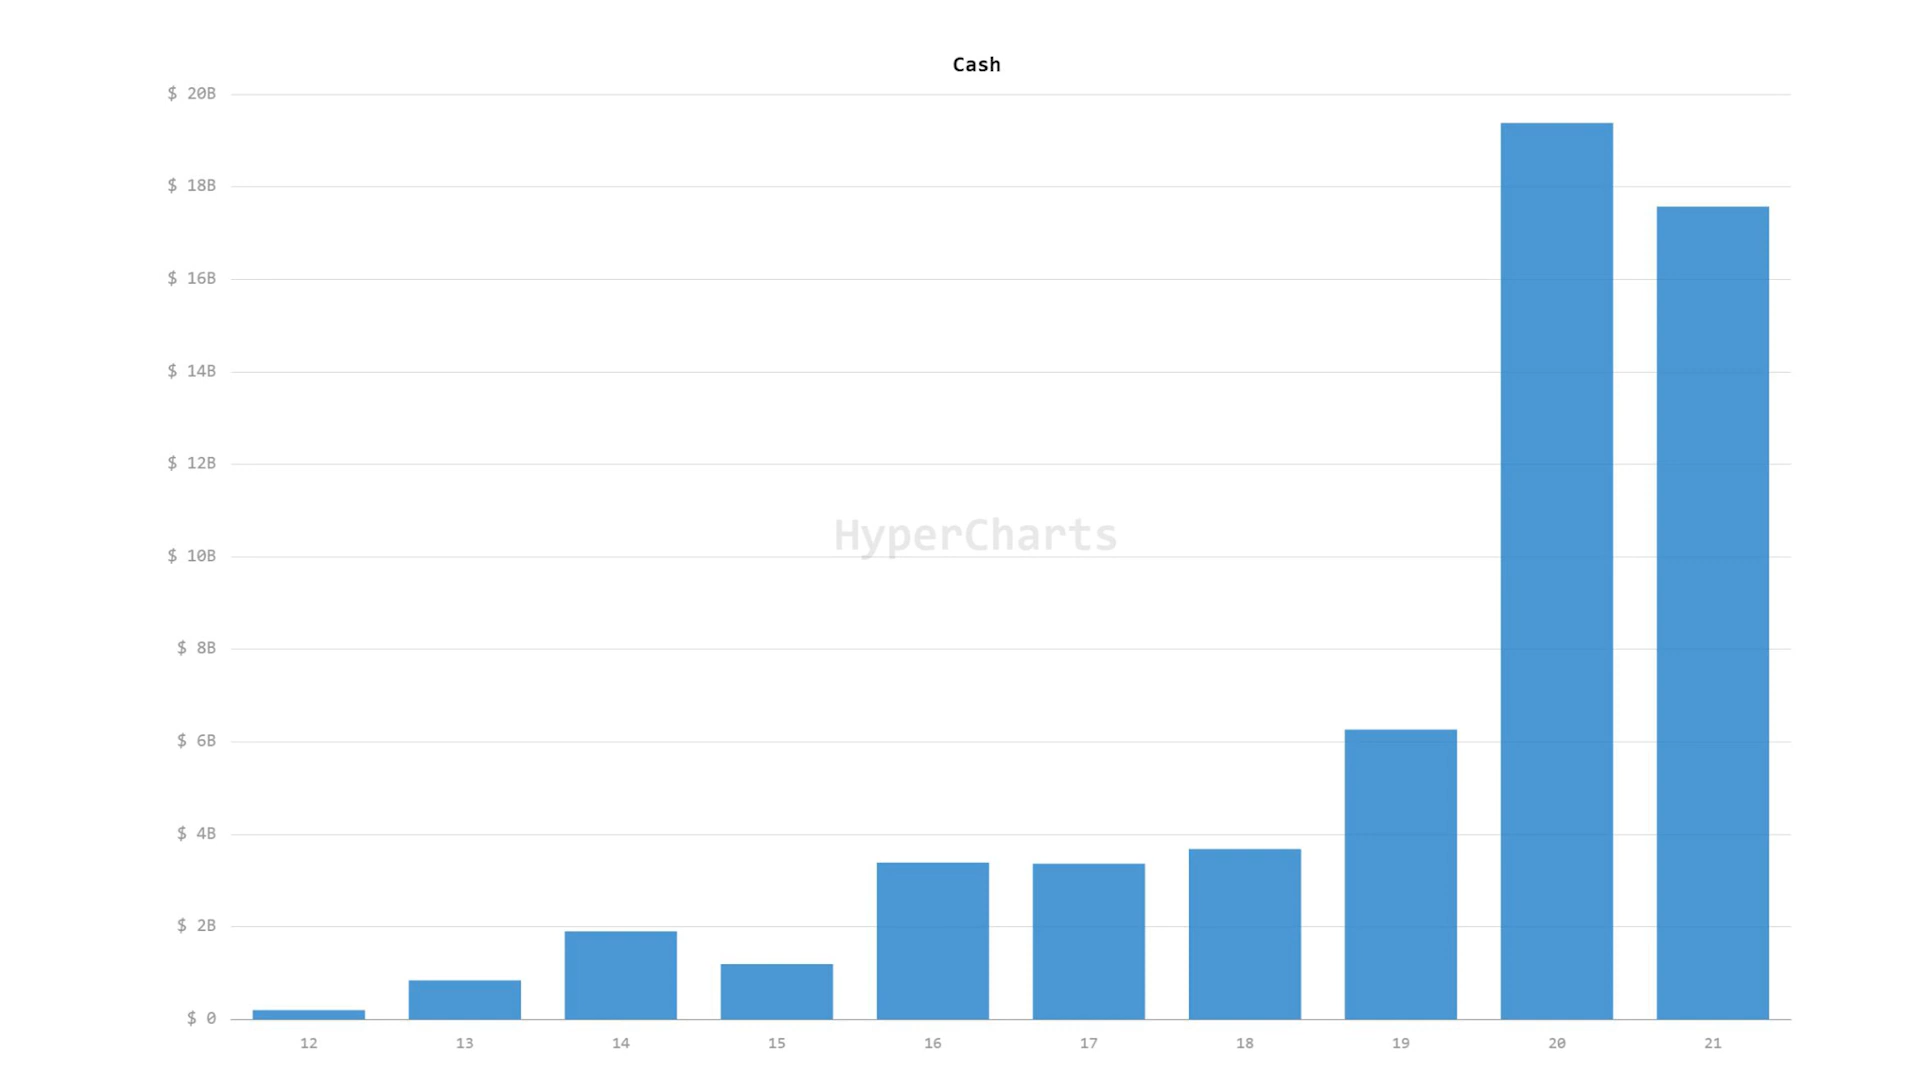 Cash
$ 20B
$ 18B
$ 16B
$ 14B
$ 12B
HyperCharts
$ 10B
$ 8B
$ 6B
$ 4B
$ 2B
$ 0
12 13 14 15 16 17 18 19 20 21